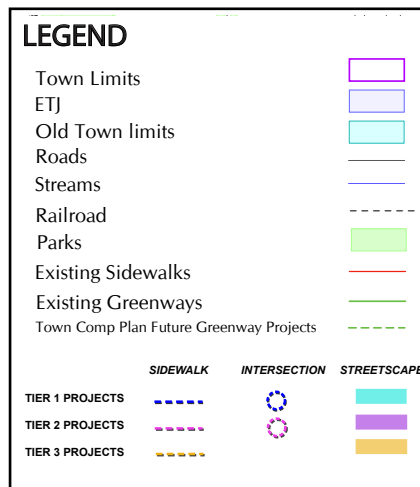 LEGEND
Town Limits
ETJ
Old Town limits
Roads
Streams
Railroad
Parks
Existing Sidewalks
Existing Greenways
Town Comp Plan Future Greenway Projects
SIDEWALK INTERSECTION STREETSCAPE
TIER 1 PROJECTS
TIER 2 PROJECTS
TIER 3 PROJECTS